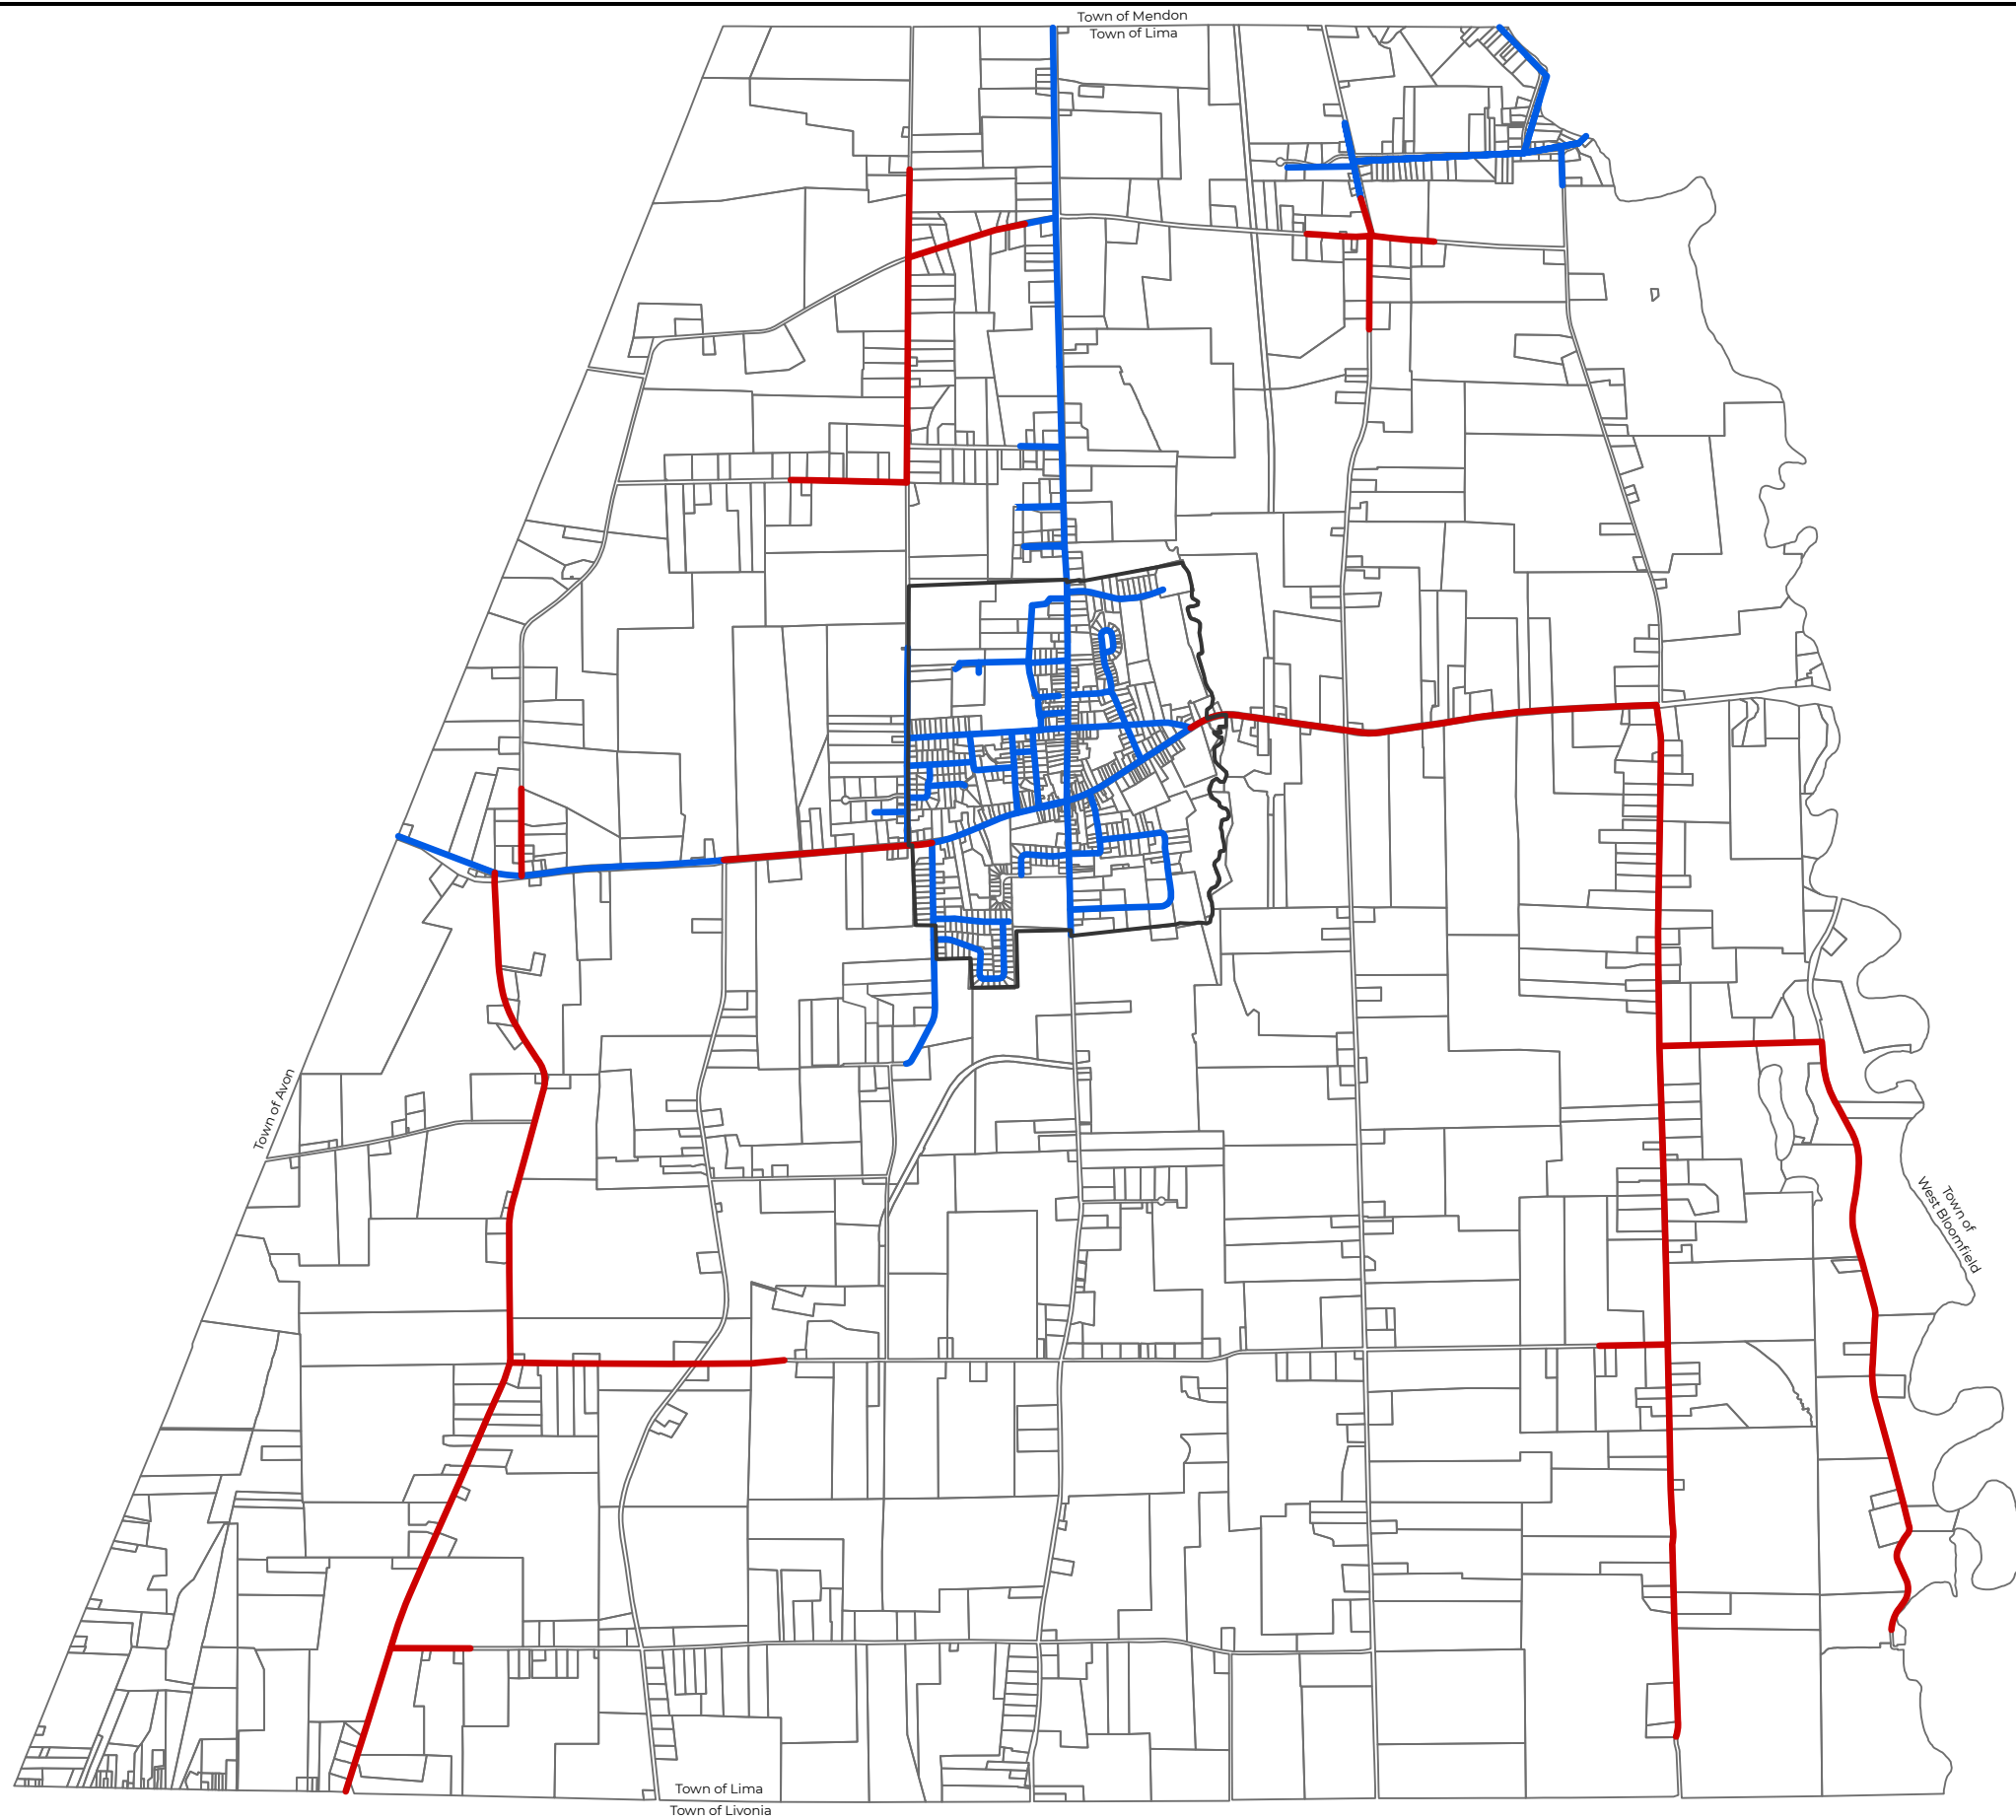 Town of Mendon
Town of Lima
Town of Avon
Town of
West Bloomfield
Town of Lima
Town of Livonia